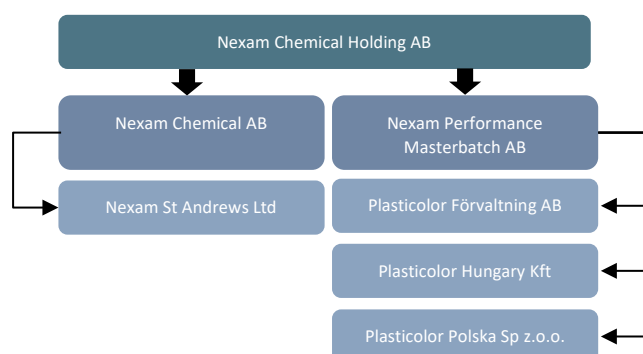 Nexam Chemical Holding AB
Nexam Chemical AB
Nexam Performance
Masterbatch AB
Nexam St Andrews Ltd
Plasticolor Förvaltning AB
Plasticolor Hungary Kft
Plasticolor Polska Sp z.o.o.